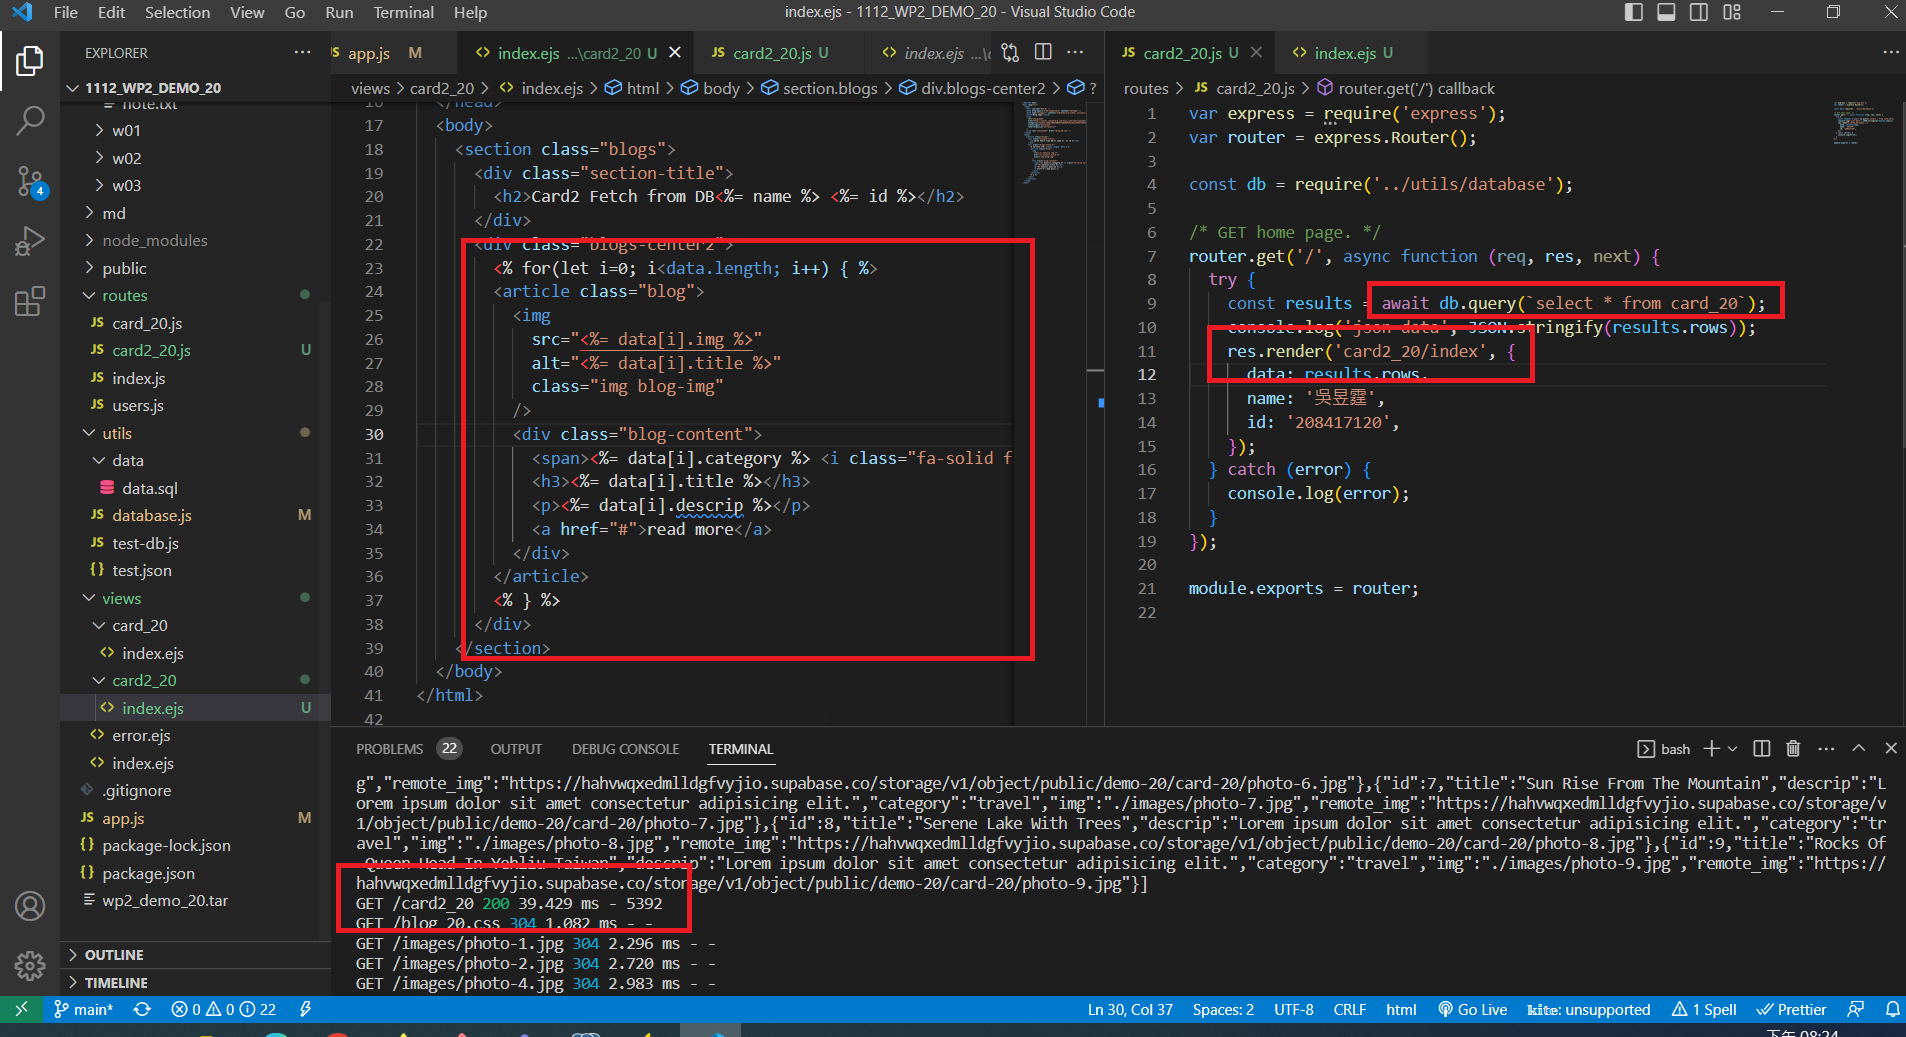 File Edit Selection View Go Run Terminal Help
index.ejs - 1112_WP2_DEMO_20 - Visual Studio Code
EXPLORER
1112_WP2_DEMO_20
note.txt
w01
w02
w03
md
node_modules
public
routes
JS card_20.js
JS card2_20.js U
JS index.js
JS users.js
utils
data
data.sql
JS database.js M
JS test-db.js
{} test.json
views
card_20
<> index.ejs
card2_20
<> index.ejs U
<> error.ejs
<> index.ejs
.gitignore
JS app.js M
{} package-lock.json
{} package.json
wp2_demo_20.tar
OUTLINE
TIMELINE
4
JS app.js M
<> index.ejs ...\card2_20 U
JS card2_20.js U
<> index.ejs ...\c
views > card2_20 > <> index.ejs > html > body > section.blogs > div.blogs-center2 > ?
16 </head>
17 <body>
18 <section class="blogs">
19 <div class="section-title">
20 <h2>Card2 Fetch from DB<%= name %> <%= id %></h2>
21 </div>
22 <div class="blogs-center2">
23 <% for(let i=0; i<data.length; i++) { %>
24 <article class="blog">
25 <img
26 src="<%= data[i].img %>"
27 alt="<%= data[i].title %>"
28 class="img blog-img"
29 />
30 <div class="blog-content">
31 <span><%= data[i].category %> <i class="fa-solid f
32 <h3><%= data[i].title %></h3>
33 <p><%= data[i].descrip %></p>
34 <a href="#">read more</a>
35 </div>
36 </article>
37 <% } %>
38 </div>
39 </section>
40 </body>
41 </html>
42
JS card2_20.js U
<> index.ejs U
routes > JS card2_20.js > router.get('/') callback
1 var express = require('express');
2 var router = express.Router();
3
4 const db = require('../utils/database');
5
6 /* GET home page. */
7 router.get('/', async function (req, res, next) {
8 try {
9 const results = await db.query(`select * from card_20`);
10 console.log('json data', JSON.stringify(results.rows));
11 res.render('card2_20/index', {
12 data: results.rows,
13 name: '吳昱霆',
14 id: '208417120',
15 });
16 } catch (error) {
17 console.log(error);
18 }
19 });
20
21 module.exports = router;
22
PROBLEMS 22 OUTPUT DEBUG CONSOLE TERMINAL
bash
g","remote_img":"https://hahvwqxedmlldgfvyjio.supabase.co/storage/v1/object/public/demo-20/card-20/photo-6.jpg"},{"id":7,"title":"Sun Rise From The Mountain","descrip":"L
orem ipsum dolor sit amet consectetur adipisicing elit.","category":"travel","img":"./images/photo-7.jpg","remote_img":"https://hahvwqxedmlldgfvyjio.supabase.co/storage/v
1/object/public/demo-20/card-20/photo-7.jpg"},{"id":8,"title":"Serene Lake With Trees","descrip":"Lorem ipsum dolor sit amet consectetur adipisicing elit.","category":"tr
avel","img":"./images/photo-8.jpg","remote_img":"https://hahvwqxedmlldgfvyjio.supabase.co/storage/v1/object/public/demo-20/card-20/photo-8.jpg"},{"id":9,"title":"Rocks Of
Queen Head In Yehliu Taiwan","descrip":"Lorem ipsum dolor sit amet consectetur adipisicing elit.","category":"travel","img":"./images/photo-9.jpg","remote_img":"https://
hahvwqxedmlldgfvyjio.supabase.co/storage/v1/object/public/demo-20/card-20/photo-9.jpg"}]
GET /card2_20 200 39.429 ms - 5392
GET /blog_20.css 304 1.082 ms - -
GET /images/photo-1.jpg 304 2.296 ms - -
GET /images/photo-2.jpg 304 2.720 ms - -
GET /images/photo-4.jpg 304 2.983 ms - -
main* 0 0 22
Ln 30, Col 37 Spaces: 2 UTF-8 CRLF html Go Live kite: unsupported 1 Spell Prettier
下午 08:24